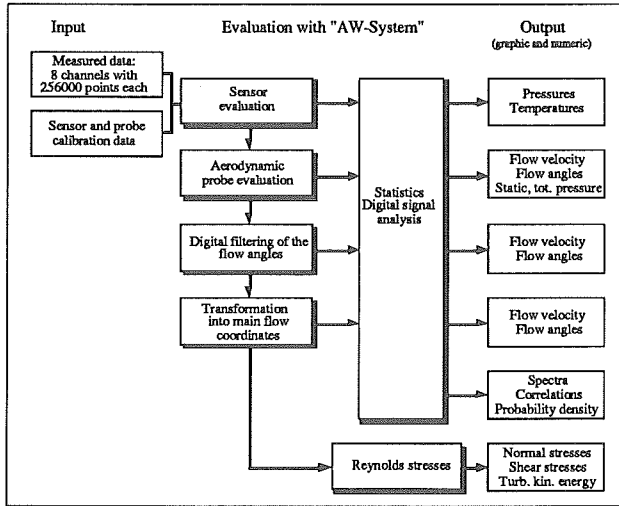 Input
Evaluation with "AW-System"
Output
(graphic and numeric)
Measured data:
8 channels with
256000 points each
Sensor and probe
calibration data
Sensor
evaluation
Aerodynamic
probe evaluation
Digital filtering of the
flow angles
Transformation
into main flow
coordinates
Statistics
Digital signal
analysis
Reynolds stresses
Pressures
Temperatures
Flow velocity
Flow angles
Static, tot. pressure
Flow velocity
Flow angles
Flow velocity
Flow angles
Spectra
Correlations
Probability density
Normal stresses
Shear stresses
Turb. kin. energy